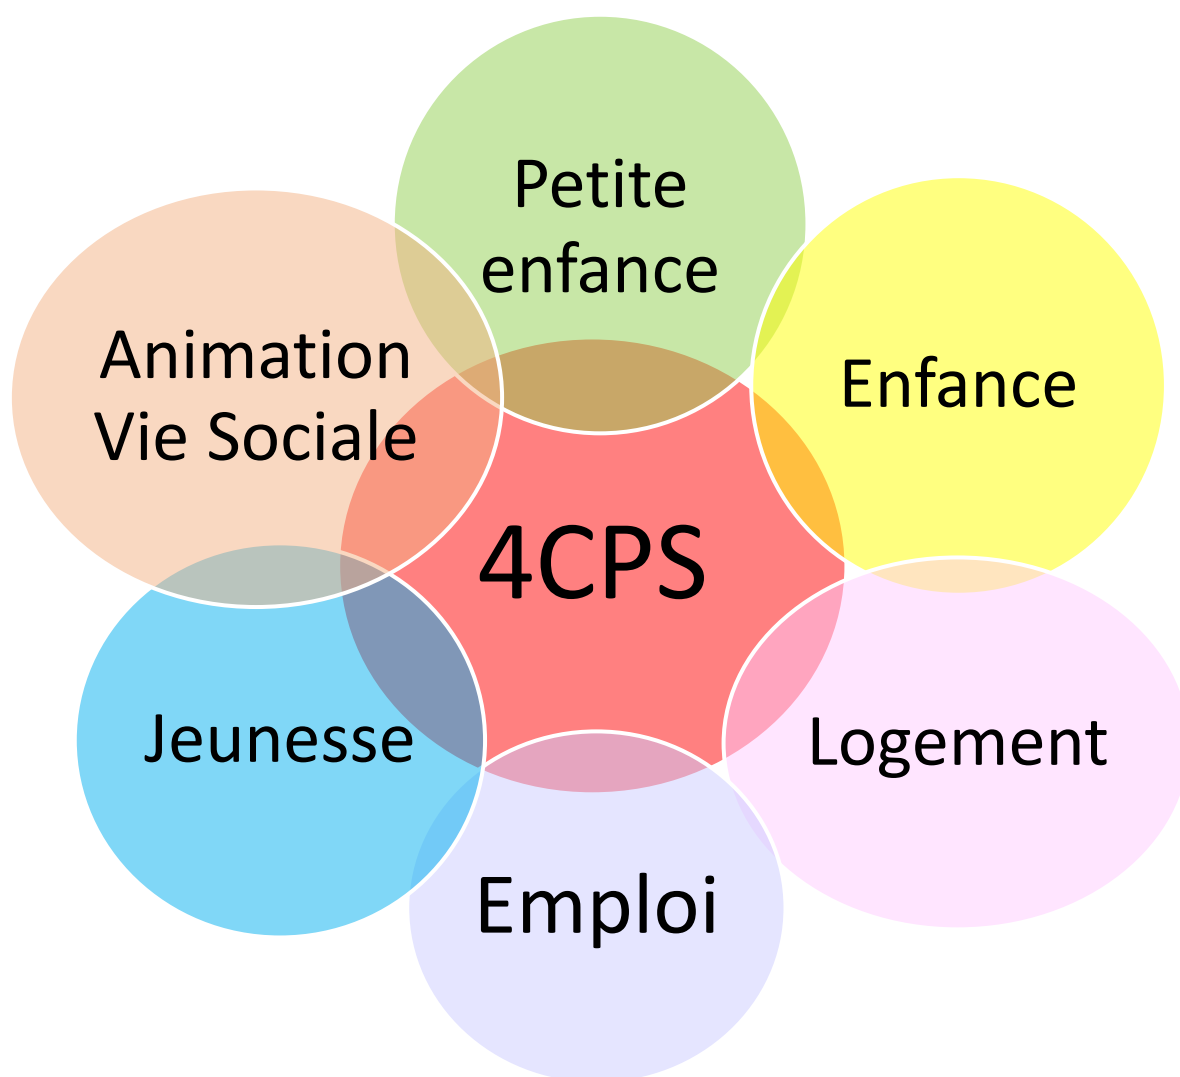 Petite
enfance
Enfance
Animation
Vie Sociale
4CPS
Logement
Jeunesse
Emploi